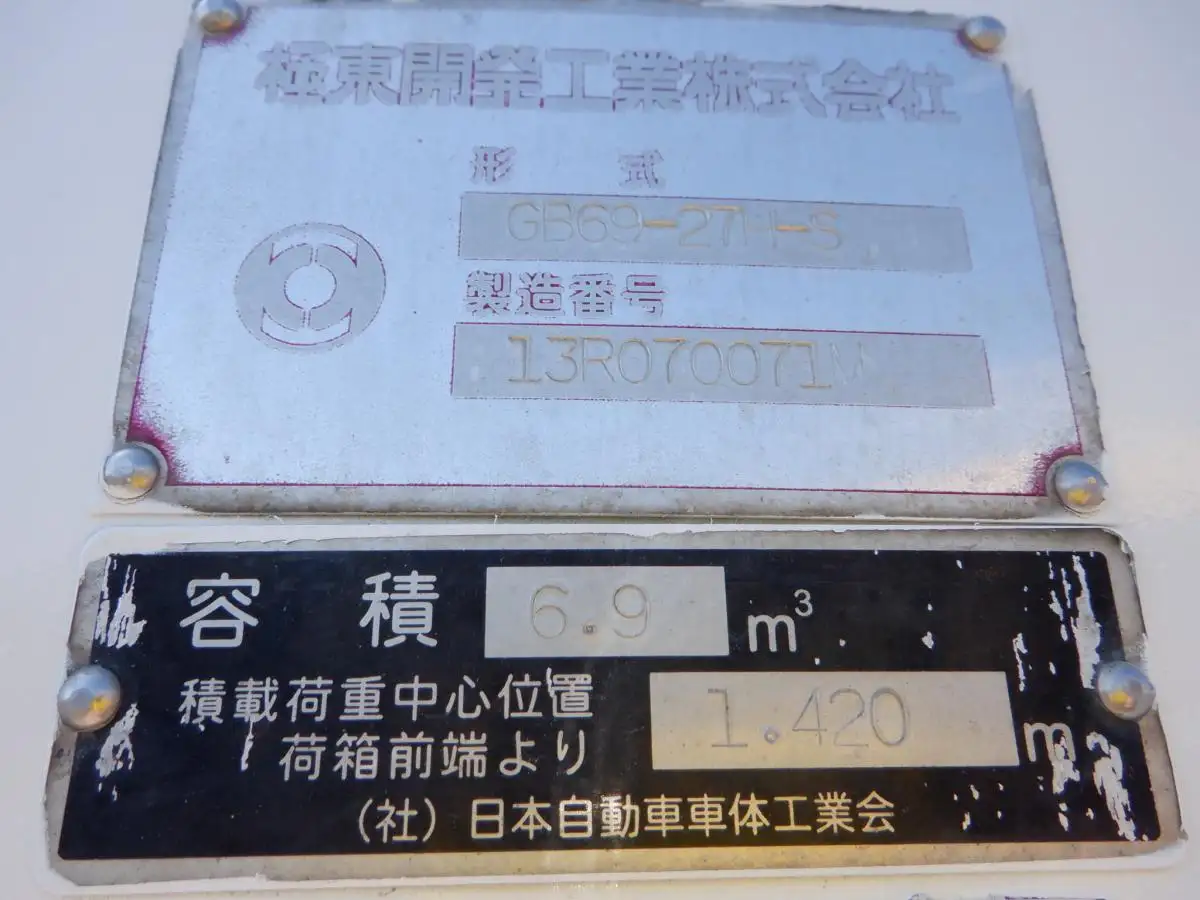 極東開発工業株式会社
形 式
GB69-27H-S
製造番号
13R070071W
容 積 6.9 m³
積載荷重中心位置
荷箱前端より 1.420 m
(社) 日本自動車車体工業会